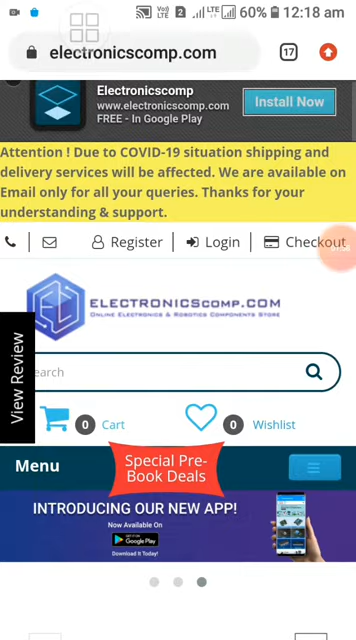 2 LTE 60% 12:18 am
electronicscomp.com 17
Electronicscomp
www.electronicscomp.com
FREE - In Google Play
Install Now
Attention ! Due to COVID-19 situation shipping and
delivery services will be affected. We are available on
Email only for all your queries. Thanks for your
understanding & support.
Register Login Checkout
ELECTRONICSCOMP.COM
ONLINE ELECTRONICS & ROBOTICS COMPONENTS STORE
View Review
earch
0 Cart 0 Wishlist
Menu
Special Pre-
Book Deals
INTRODUCING OUR NEW APP!
Now Available On
Google Play
Download It Today!